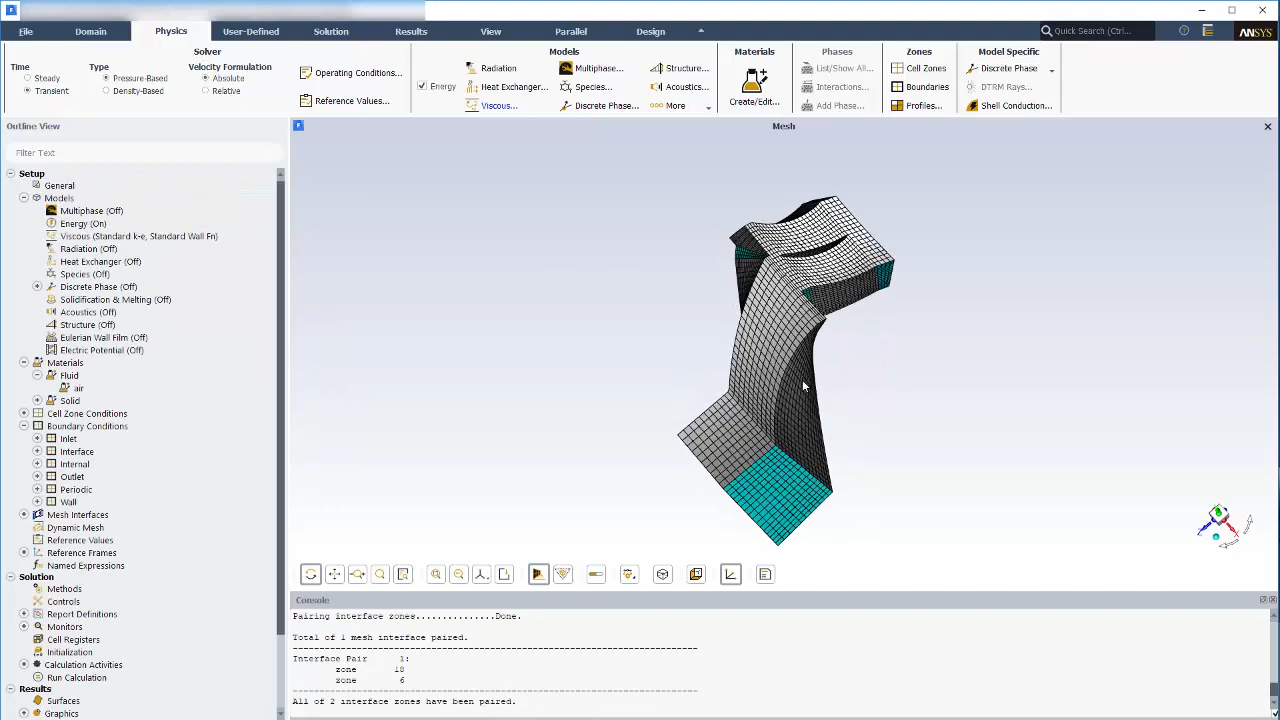 File
Domain
Physics
User-Defined
Solution
Results
View
Parallel
Design
Quick Search (Ctrl...
ANSYS
Solver
Models
Materials
Phases
Zones
Model Specific
Time
Type
Velocity Formulation
Steady
Pressure-Based
Absolute
Transient
Density-Based
Relative
Operating Conditions...
Reference Values...
Energy
Radiation
Heat Exchanger...
Viscous...
Multiphase...
Species...
Discrete Phase...
Structure...
Acoustics...
More
Create/Edit...
List/Show All...
Interactions...
Add Phase...
Cell Zones
Boundaries
Profiles...
Discrete Phase
DTRM Rays...
Shell Conduction...
Outline View
Mesh
Filter Text
Setup
General
Models
Multiphase (Off)
Energy (On)
Viscous (Standard k-e, Standard Wall Fn)
Radiation (Off)
Heat Exchanger (Off)
Species (Off)
Discrete Phase (Off)
Solidification & Melting (Off)
Acoustics (Off)
Structure (Off)
Eulerian Wall Film (Off)
Electric Potential (Off)
Materials
Fluid
air
Solid
Cell Zone Conditions
Boundary Conditions
Inlet
Interface
Internal
Outlet
Periodic
Wall
Mesh Interfaces
Dynamic Mesh
Reference Values
Reference Frames
Named Expressions
Solution
Methods
Controls
Report Definitions
Monitors
Cell Registers
Initialization
Calculation Activities
Run Calculation
Results
Surfaces
Graphics
Console
Pairing interface zones...............Done.
Total of 1 mesh interface paired.
Interface Pair 1:
zone 18
zone 6
All of 2 interface zones have been paired.